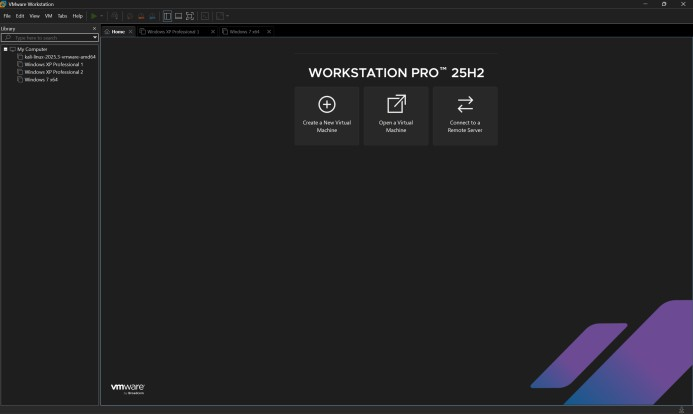 VMware Workstation
File Edit View VM Tabs Help
Library
Type here to search
My Computer
kali-linux-2025.3-vmware-amd64
Windows XP Professional 1
Windows XP Professional 2
Windows 7 x64
Home
Windows XP Professional 1
Windows 7 x64
WORKSTATION PRO™ 25H2
Create a New Virtual
Machine
Open a Virtual
Machine
Connect to a
Remote Server
vmware
by Broadcom